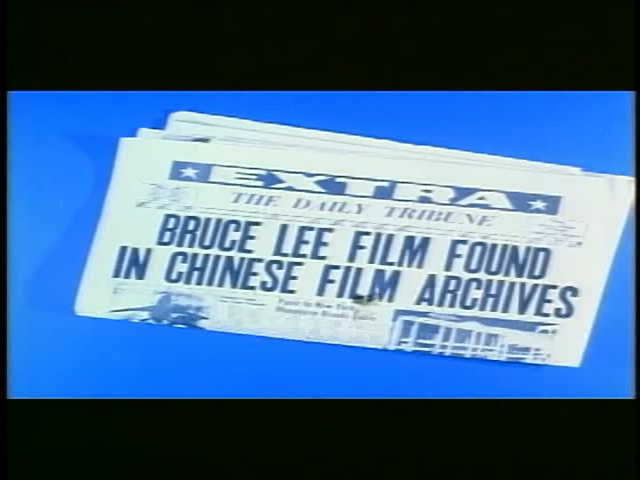 EXTRA
THE DAILY TRIBUNE
BRUCE LEE FILM FOUND
IN CHINESE FILM ARCHIVES